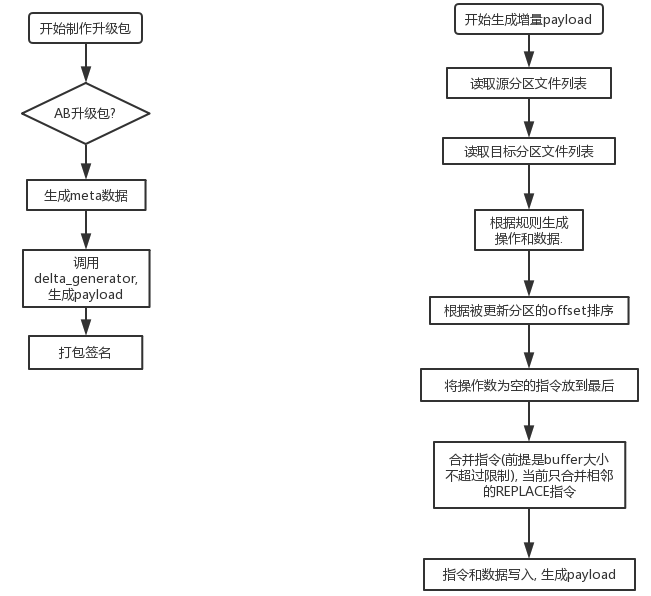 开始制作升级包
AB升级包?
生成meta数据
调用
delta_generator,
生成payload
打包签名
开始生成增量payload
读取源分区文件列表
读取目标分区文件列表
根据规则生成
操作和数据.
根据被更新分区的offset排序
将操作数为空的指令放到最后
合并指令(前提是buffer大小
不超过限制), 当前只合并相邻
的REPLACE指令
指令和数据写入, 生成payload